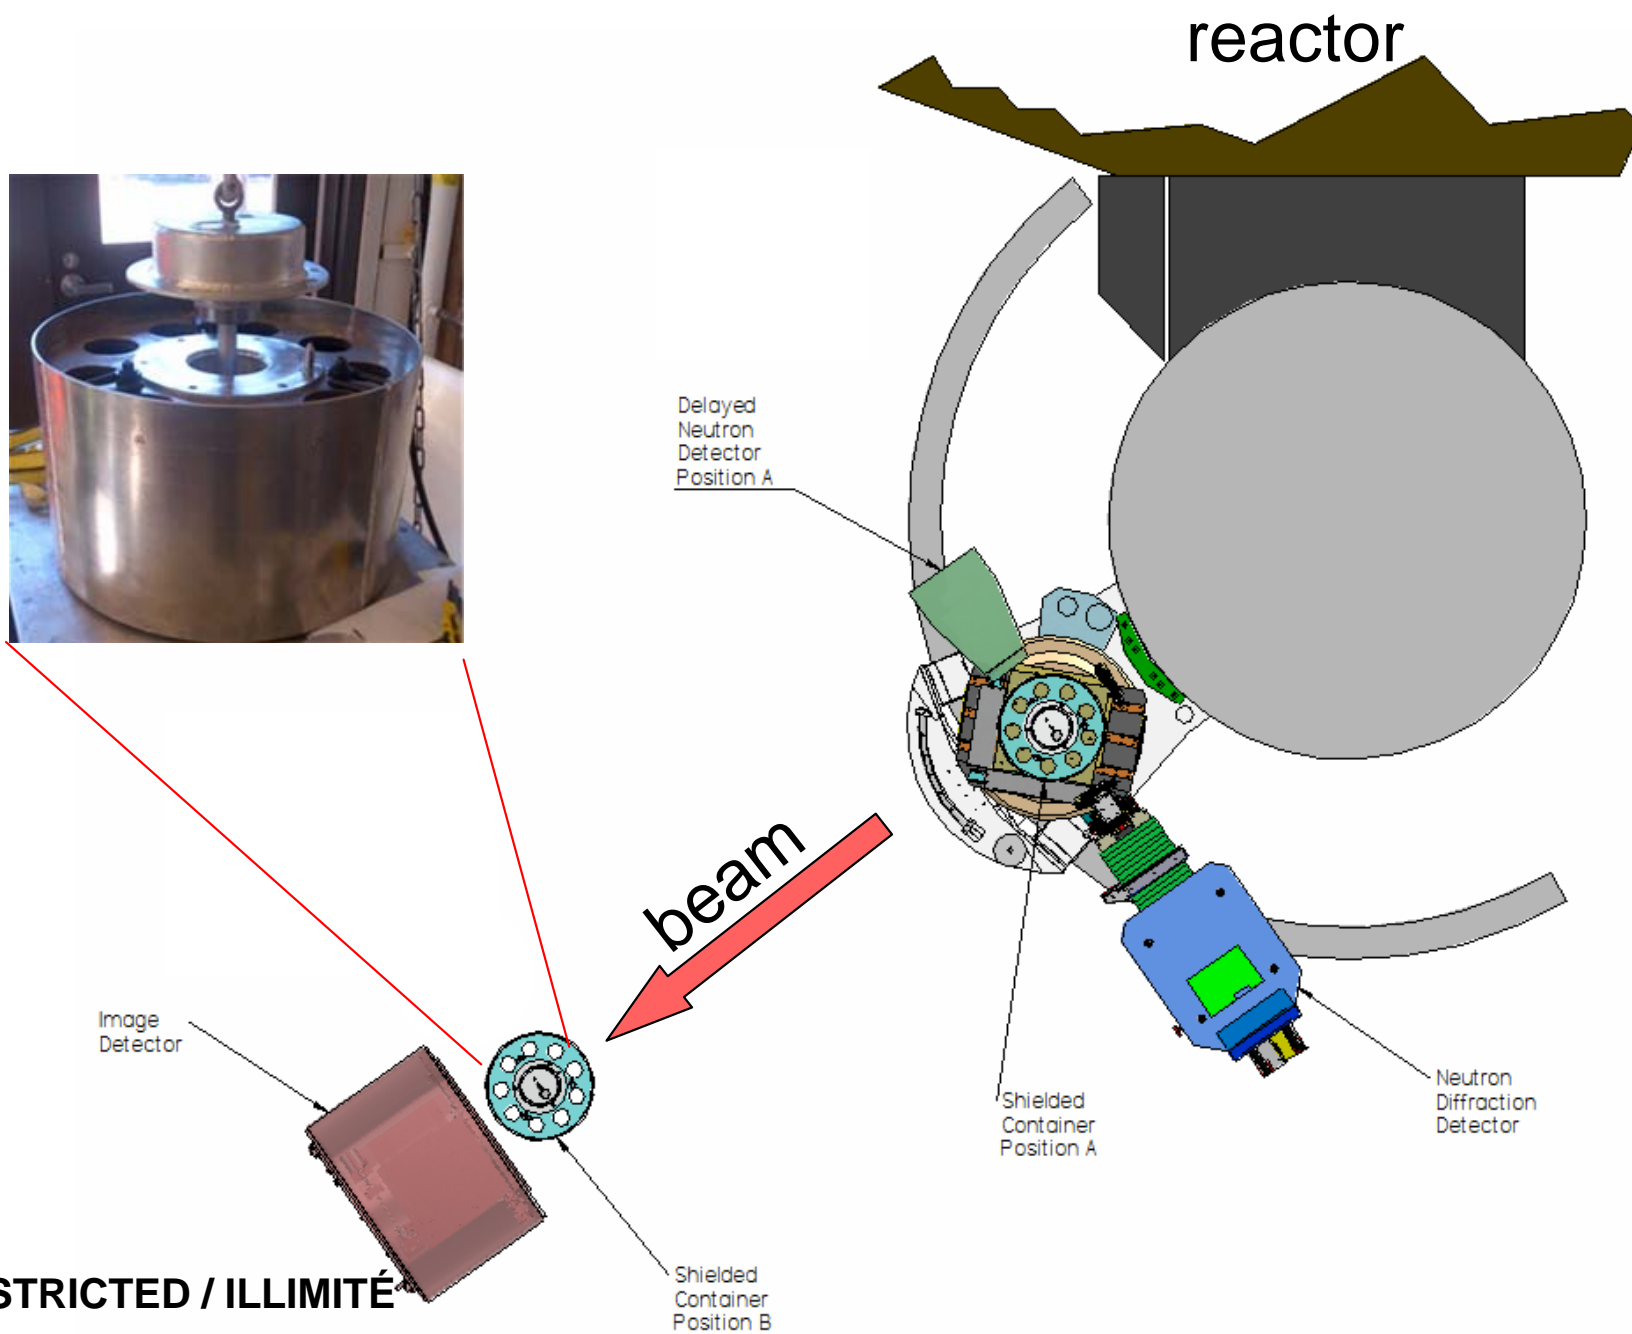 reactor
Delayed
Neutron
Detector
Position A
beam
Image
Detector
Shielded
Container
Position A
Neutron
Diffraction
Detector
Shielded
Container
Position B
STRICTED / ILLIMITÉ